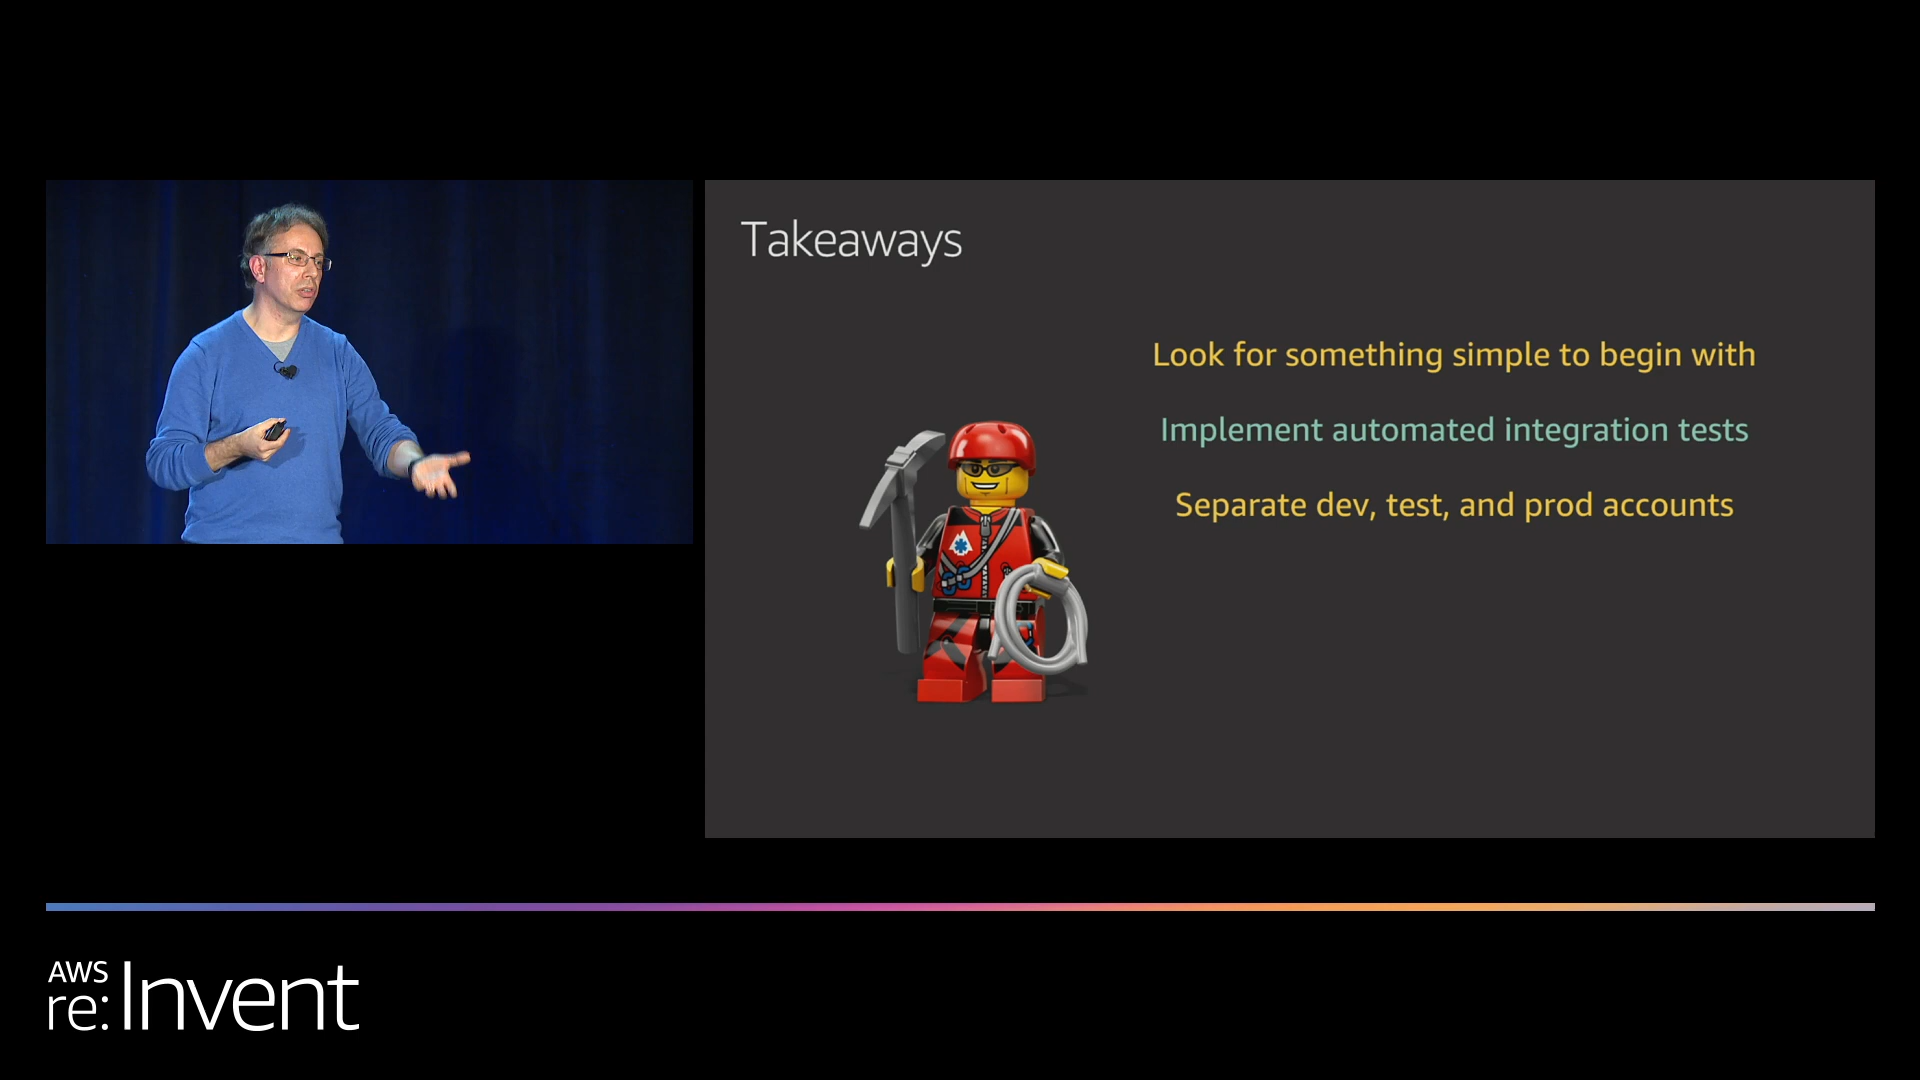 Takeaways
Look for something simple to begin with
Implement automated integration tests
Separate dev, test, and prod accounts
AWS
re:Invent